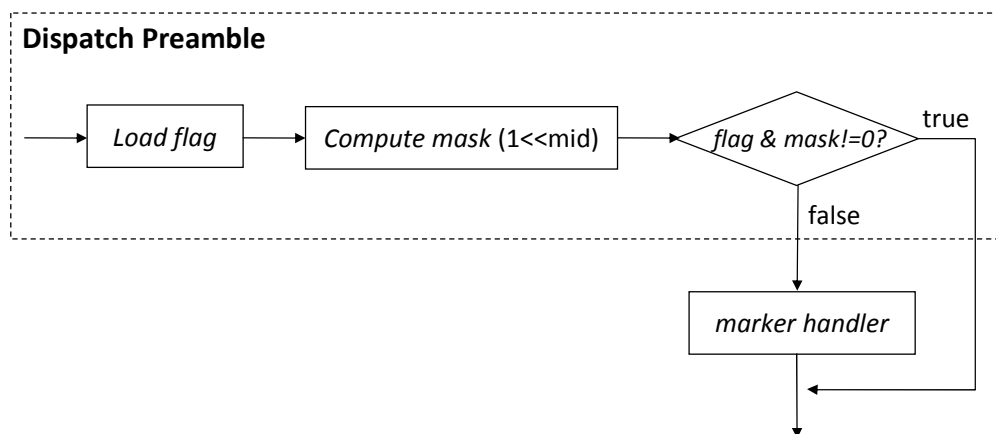 Dispatch Preamble
Load flag
Compute mask (1<<mid)
flag & mask!=0?
true
false
marker handler